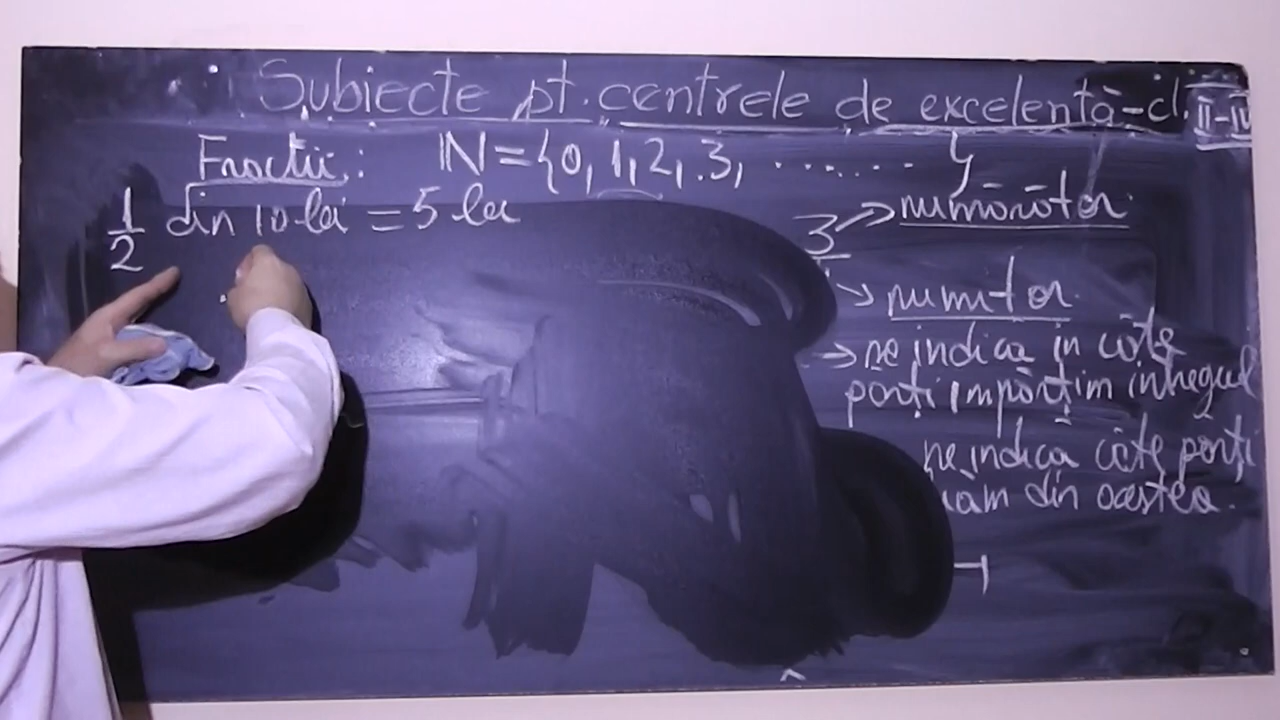 Subiecte pt. centrele de excelență-cl. II-IV
Fracții:
ℕ={0, 1, 2, 3, ....... }
1/2 din 10 lei = 5 lei
3 → numărător
→ numitor
→ ne indică în câte
părți împărțim întregul
ne indică câte părți
luăm din acestea.